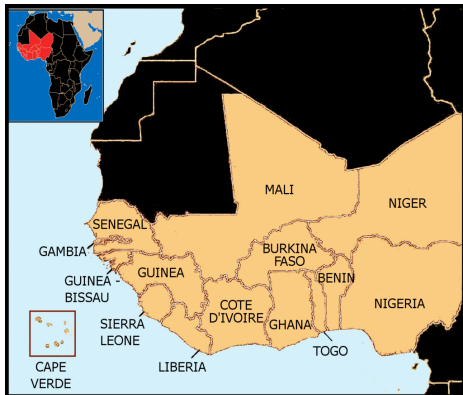 MALI
NIGER
SENEGAL
GAMBIA
BURKINA
FASO
BENIN
GUINEA
GUINEA -
BISSAU
COTE
D'IVOIRE
NIGERIA
GHANA
SIERRA
LEONE
TOGO
LIBERIA
CAPE
VERDE